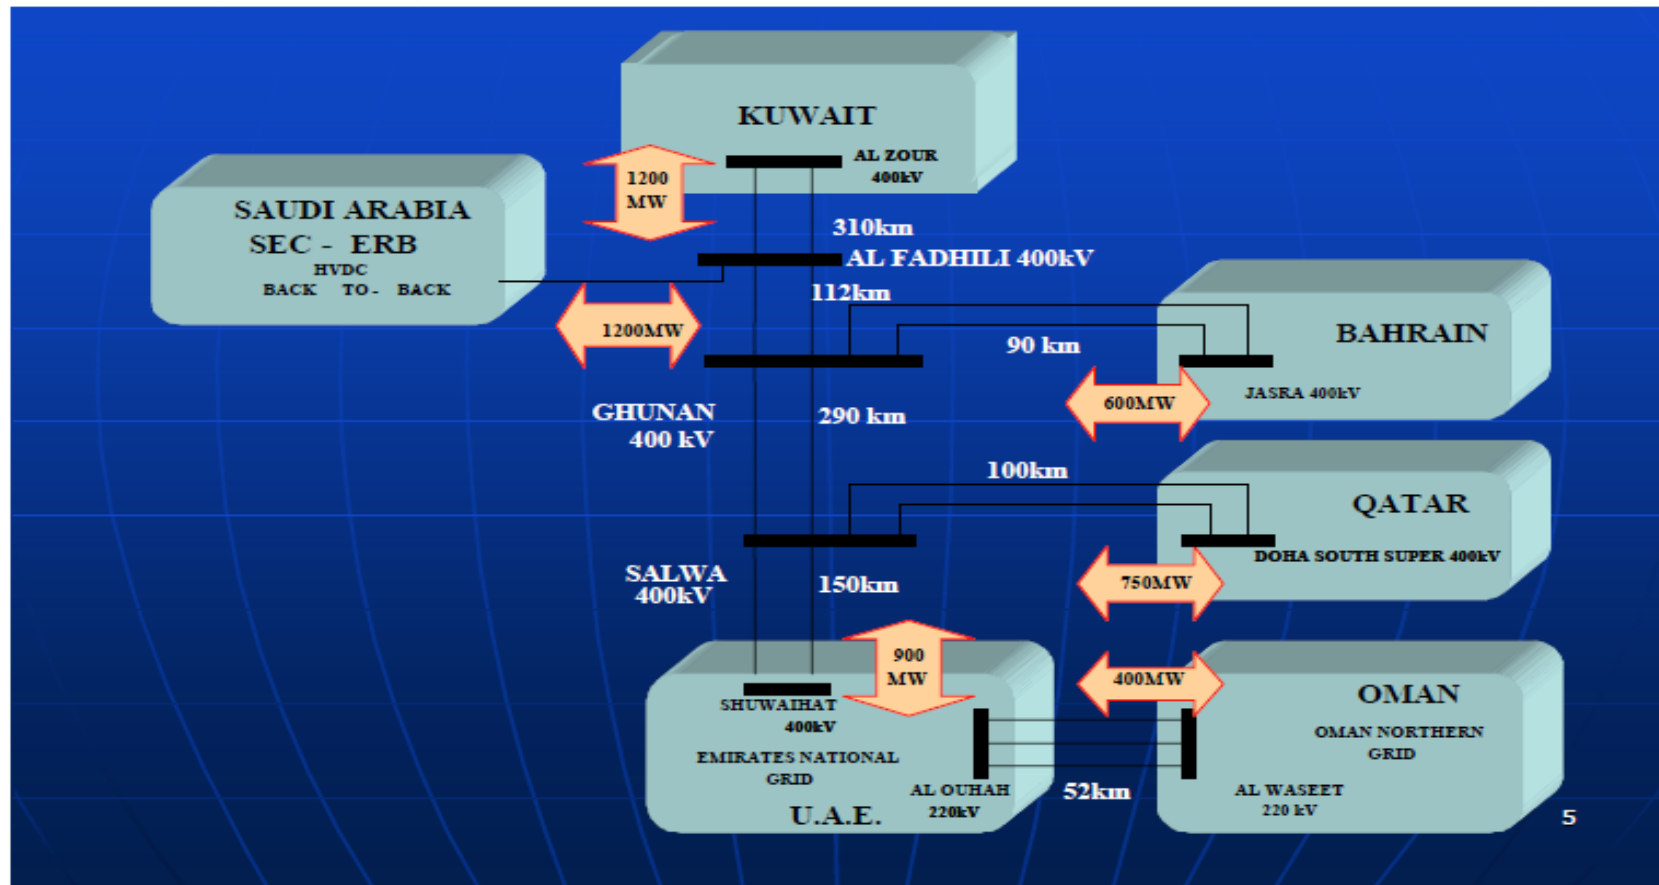 KUWAIT
AL ZOUR
400kV
1200
MW
SAUDI ARABIA
SEC - ERB
HVDC
BACK TO- BACK
310km
AL FADHILI 400kV
112km
1200MW
90 km
BAHRAIN
JASRA 400kV
600MW
GHUNAN
400 kV
290 km
100km
QATAR
DOHA SOUTH SUPER 400kV
750MW
SALWA
400kV
150km
900
MW
400MW
SHUWAIHAT
400kV
EMIRATES NATIONAL
GRID
AL OUHAH
220kV
U.A.E.
52km
OMAN
OMAN NORTHERN
GRID
AL WASEET
220 kV
5